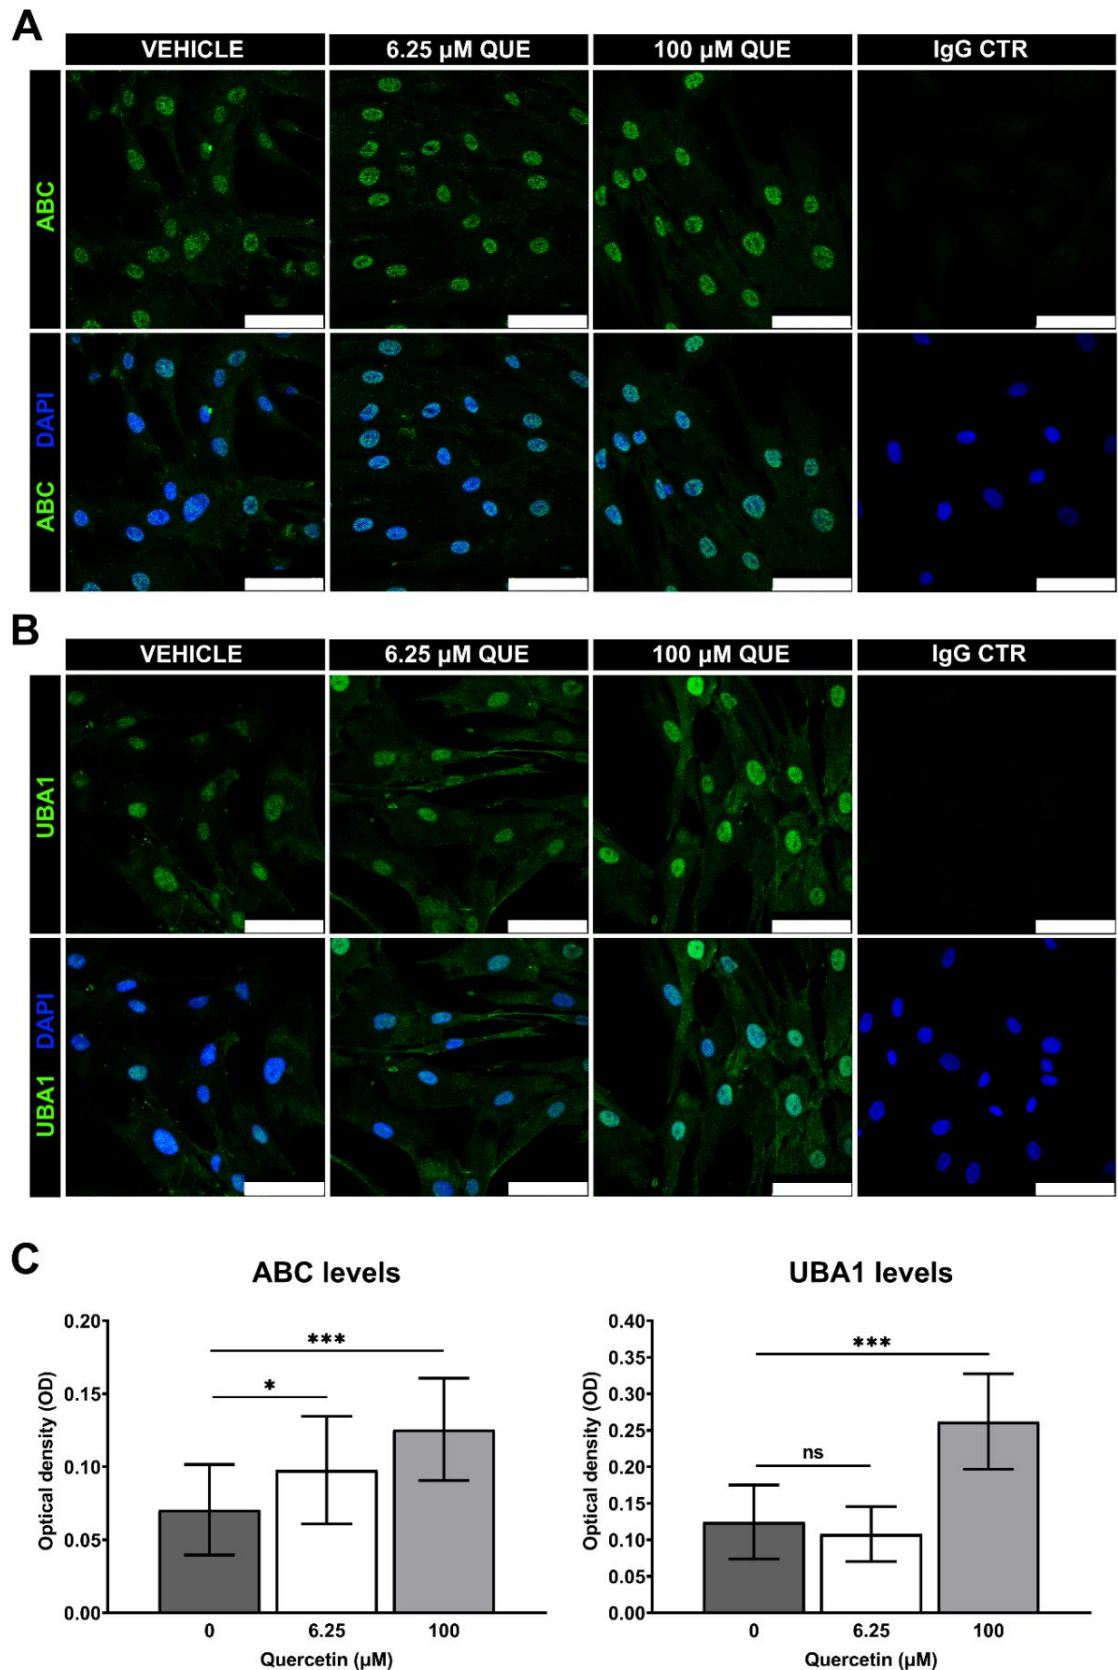 A
VEHICLE 6.25 µM QUE 100 µM QUE IgG CTR
ABC
ABC DAPI
B
VEHICLE 6.25 µM QUE 100 µM QUE IgG CTR
UBA1
UBA1 DAPI
C
ABC levels
Optical density (OD)
0.20
0.15
0.10
0.05
0.00
***
*
0 6.25 100
Quercetin (µM)
UBA1 levels
Optical density (OD)
0.40
0.35
0.30
0.25
0.20
0.15
0.10
0.05
0.00
***
ns
0 6.25 100
Quercetin (µM)